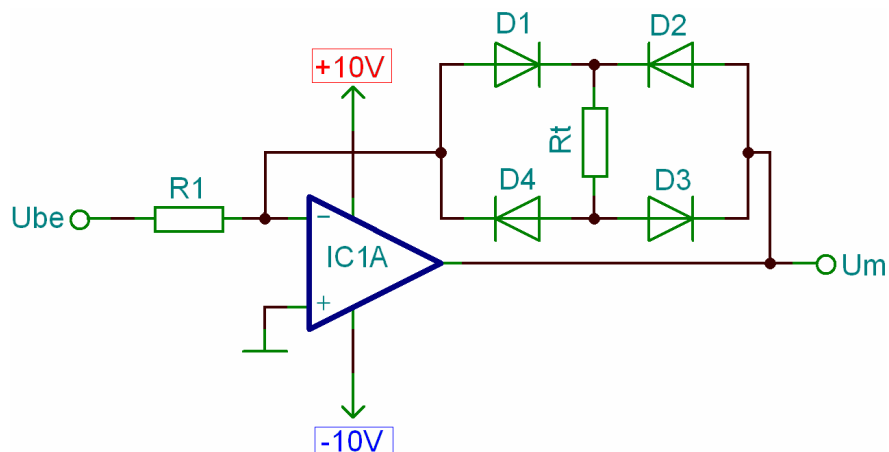 D1
D2
+10V
Rt
R1
D4
D3
Ube
−
IC1A
Um
+
-10V